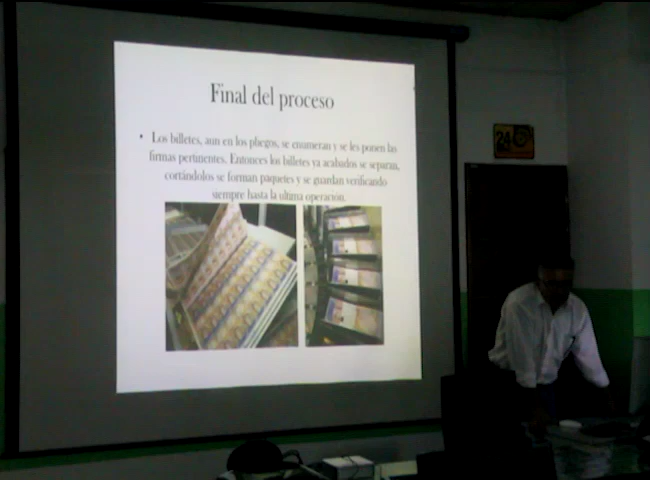 Final del proceso
• Los billetes, aun en los pliegos, se enumeran y se les ponen las
firmas pertinentes. Entonces los billetes ya acabados se separan,
cortándolos se forman paquetes y se guardan verificando
siempre hasta la ultima operación.
24